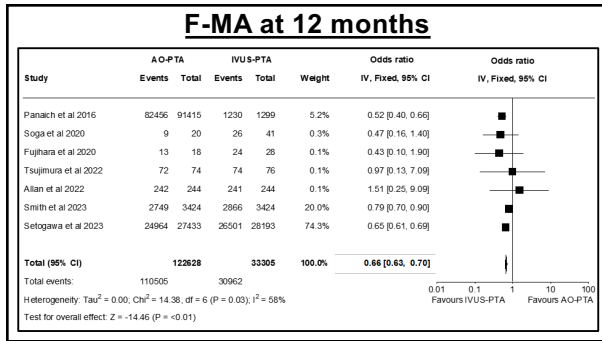 F-MA at 12 months
AO-PTA IVUS-PTA Odds ratio Odds ratio
Study Events Total Events Total Weight IV, Fixed, 95% CI IV, Fixed, 95% CI
Panaich et al 2016 82456 91415 1230 1299 5.2% 0.52 [0.40, 0.66]
Soga et al 2020 9 20 26 41 0.3% 0.47 [0.16, 1.40]
Fujihara et al 2020 13 18 24 28 0.1% 0.43 [0.10, 1.90]
Tsujimura et al 2022 72 74 74 76 0.1% 0.97 [0.13, 7.09]
Allan et al 2022 242 244 241 244 0.1% 1.51 [0.25, 9.09]
Smith et al 2023 2749 3424 2866 3424 20.0% 0.79 [0.70, 0.90]
Setogawa et al 2023 24964 27433 26501 28193 74.3% 0.65 [0.61, 0.69]
Total (95% CI) 122628 33305 100.0% 0.66 [0.63, 0.70]
Total events: 110505 30962
Heterogeneity: Tau² = 0.00; Chi² = 14.38, df = 6 (P = 0.03); I² = 58%
Test for overall effect: Z = -14.46 (P = <0.01)
0.01 0.1 1 10 100
Favours IVUS-PTA Favours AO-PTA